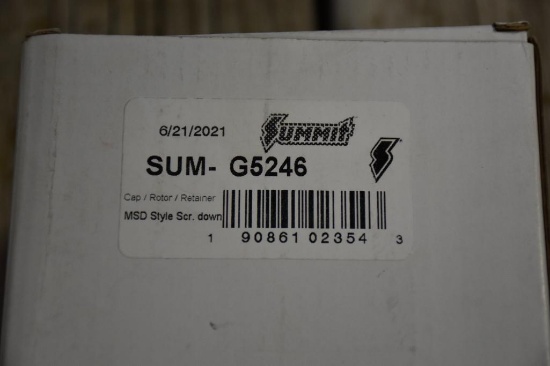 6/21/2021 SUMMIT
SUM- G5246
Cap / Rotor / Retainer
MSD Style Scr. down
1 90861 02354 3